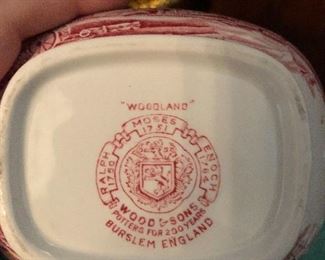 "WOODLAND"
RALPH 1750
MOSES 1751
ENOCH 1784
WOOD & SONS
POTTERS FOR 200 YEARS
BURSLEM ENGLAND